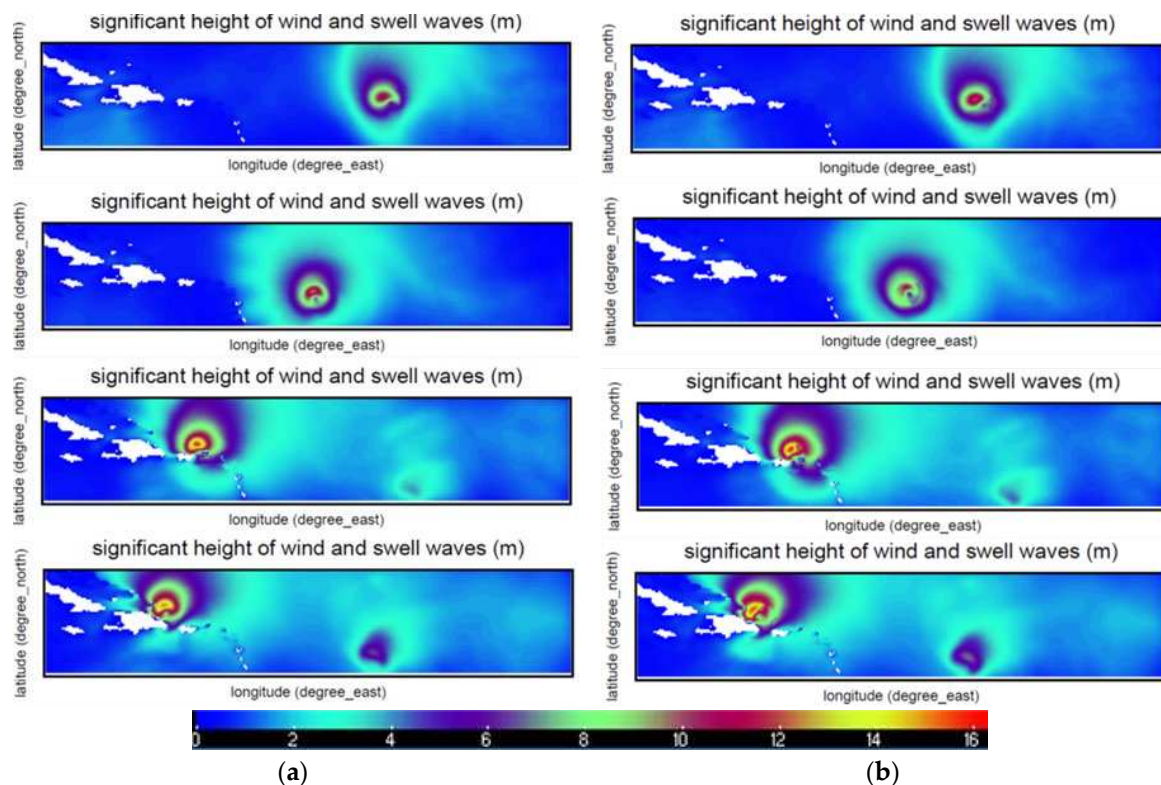 significant height of wind and swell waves (m)
latitude (degree_north)
longitude (degree_east)
significant height of wind and swell waves (m)
latitude (degree_north)
longitude (degree_east)
significant height of wind and swell waves (m)
latitude (degree_north)
longitude (degree_east)
significant height of wind and swell waves (m)
latitude (degree_north)
longitude (degree_east)
significant height of wind and swell waves (m)
latitude (degree_north)
longitude (degree_east)
significant height of wind and swell waves (m)
latitude (degree_north)
longitude (degree_east)
significant height of wind and swell waves (m)
latitude (degree_north)
longitude (degree_east)
significant height of wind and swell waves (m)
latitude (degree_north)
longitude (degree_east)
0 2 4 6 8 10 12 14 16
(a) (b)